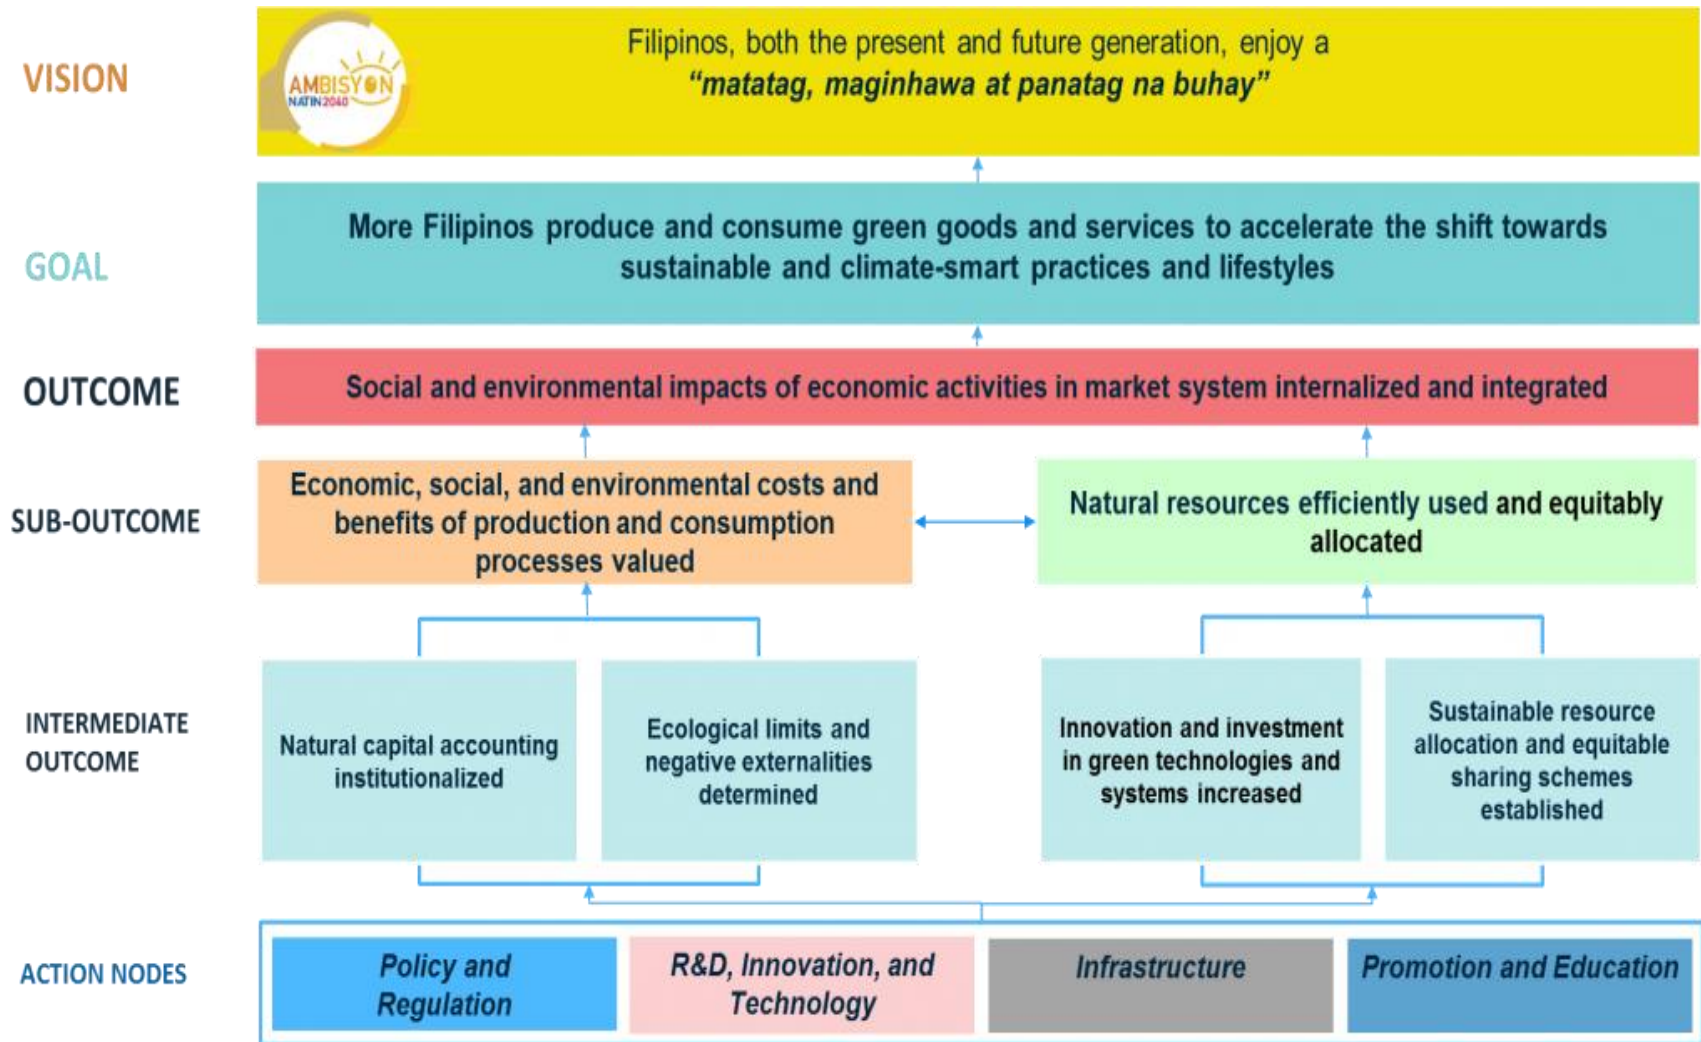 VISION
AMBISYON
NATIN 2040
Filipinos, both the present and future generation, enjoy a
“matatag, maginhawa at panatag na buhay”
GOAL
More Filipinos produce and consume green goods and services to accelerate the shift towards
sustainable and climate-smart practices and lifestyles
OUTCOME
Social and environmental impacts of economic activities in market system internalized and integrated
SUB-OUTCOME
Economic, social, and environmental costs and
benefits of production and consumption
processes valued
Natural resources efficiently used and equitably
allocated
INTERMEDIATE
OUTCOME
Natural capital accounting
institutionalized
Ecological limits and
negative externalities
determined
Innovation and investment
in green technologies and
systems increased
Sustainable resource
allocation and equitable
sharing schemes
established
ACTION NODES
Policy and
Regulation
R&D, Innovation, and
Technology
Infrastructure
Promotion and Education